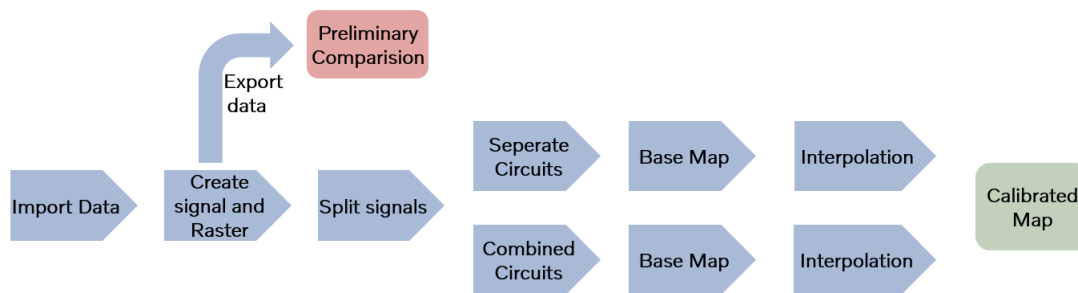 Preliminary
Comparision
Export
data
Import Data
Create
signal and
Raster
Split signals
Seperate
Circuits
Base Map
Interpolation
Combined
Circuits
Base Map
Interpolation
Calibrated
Map